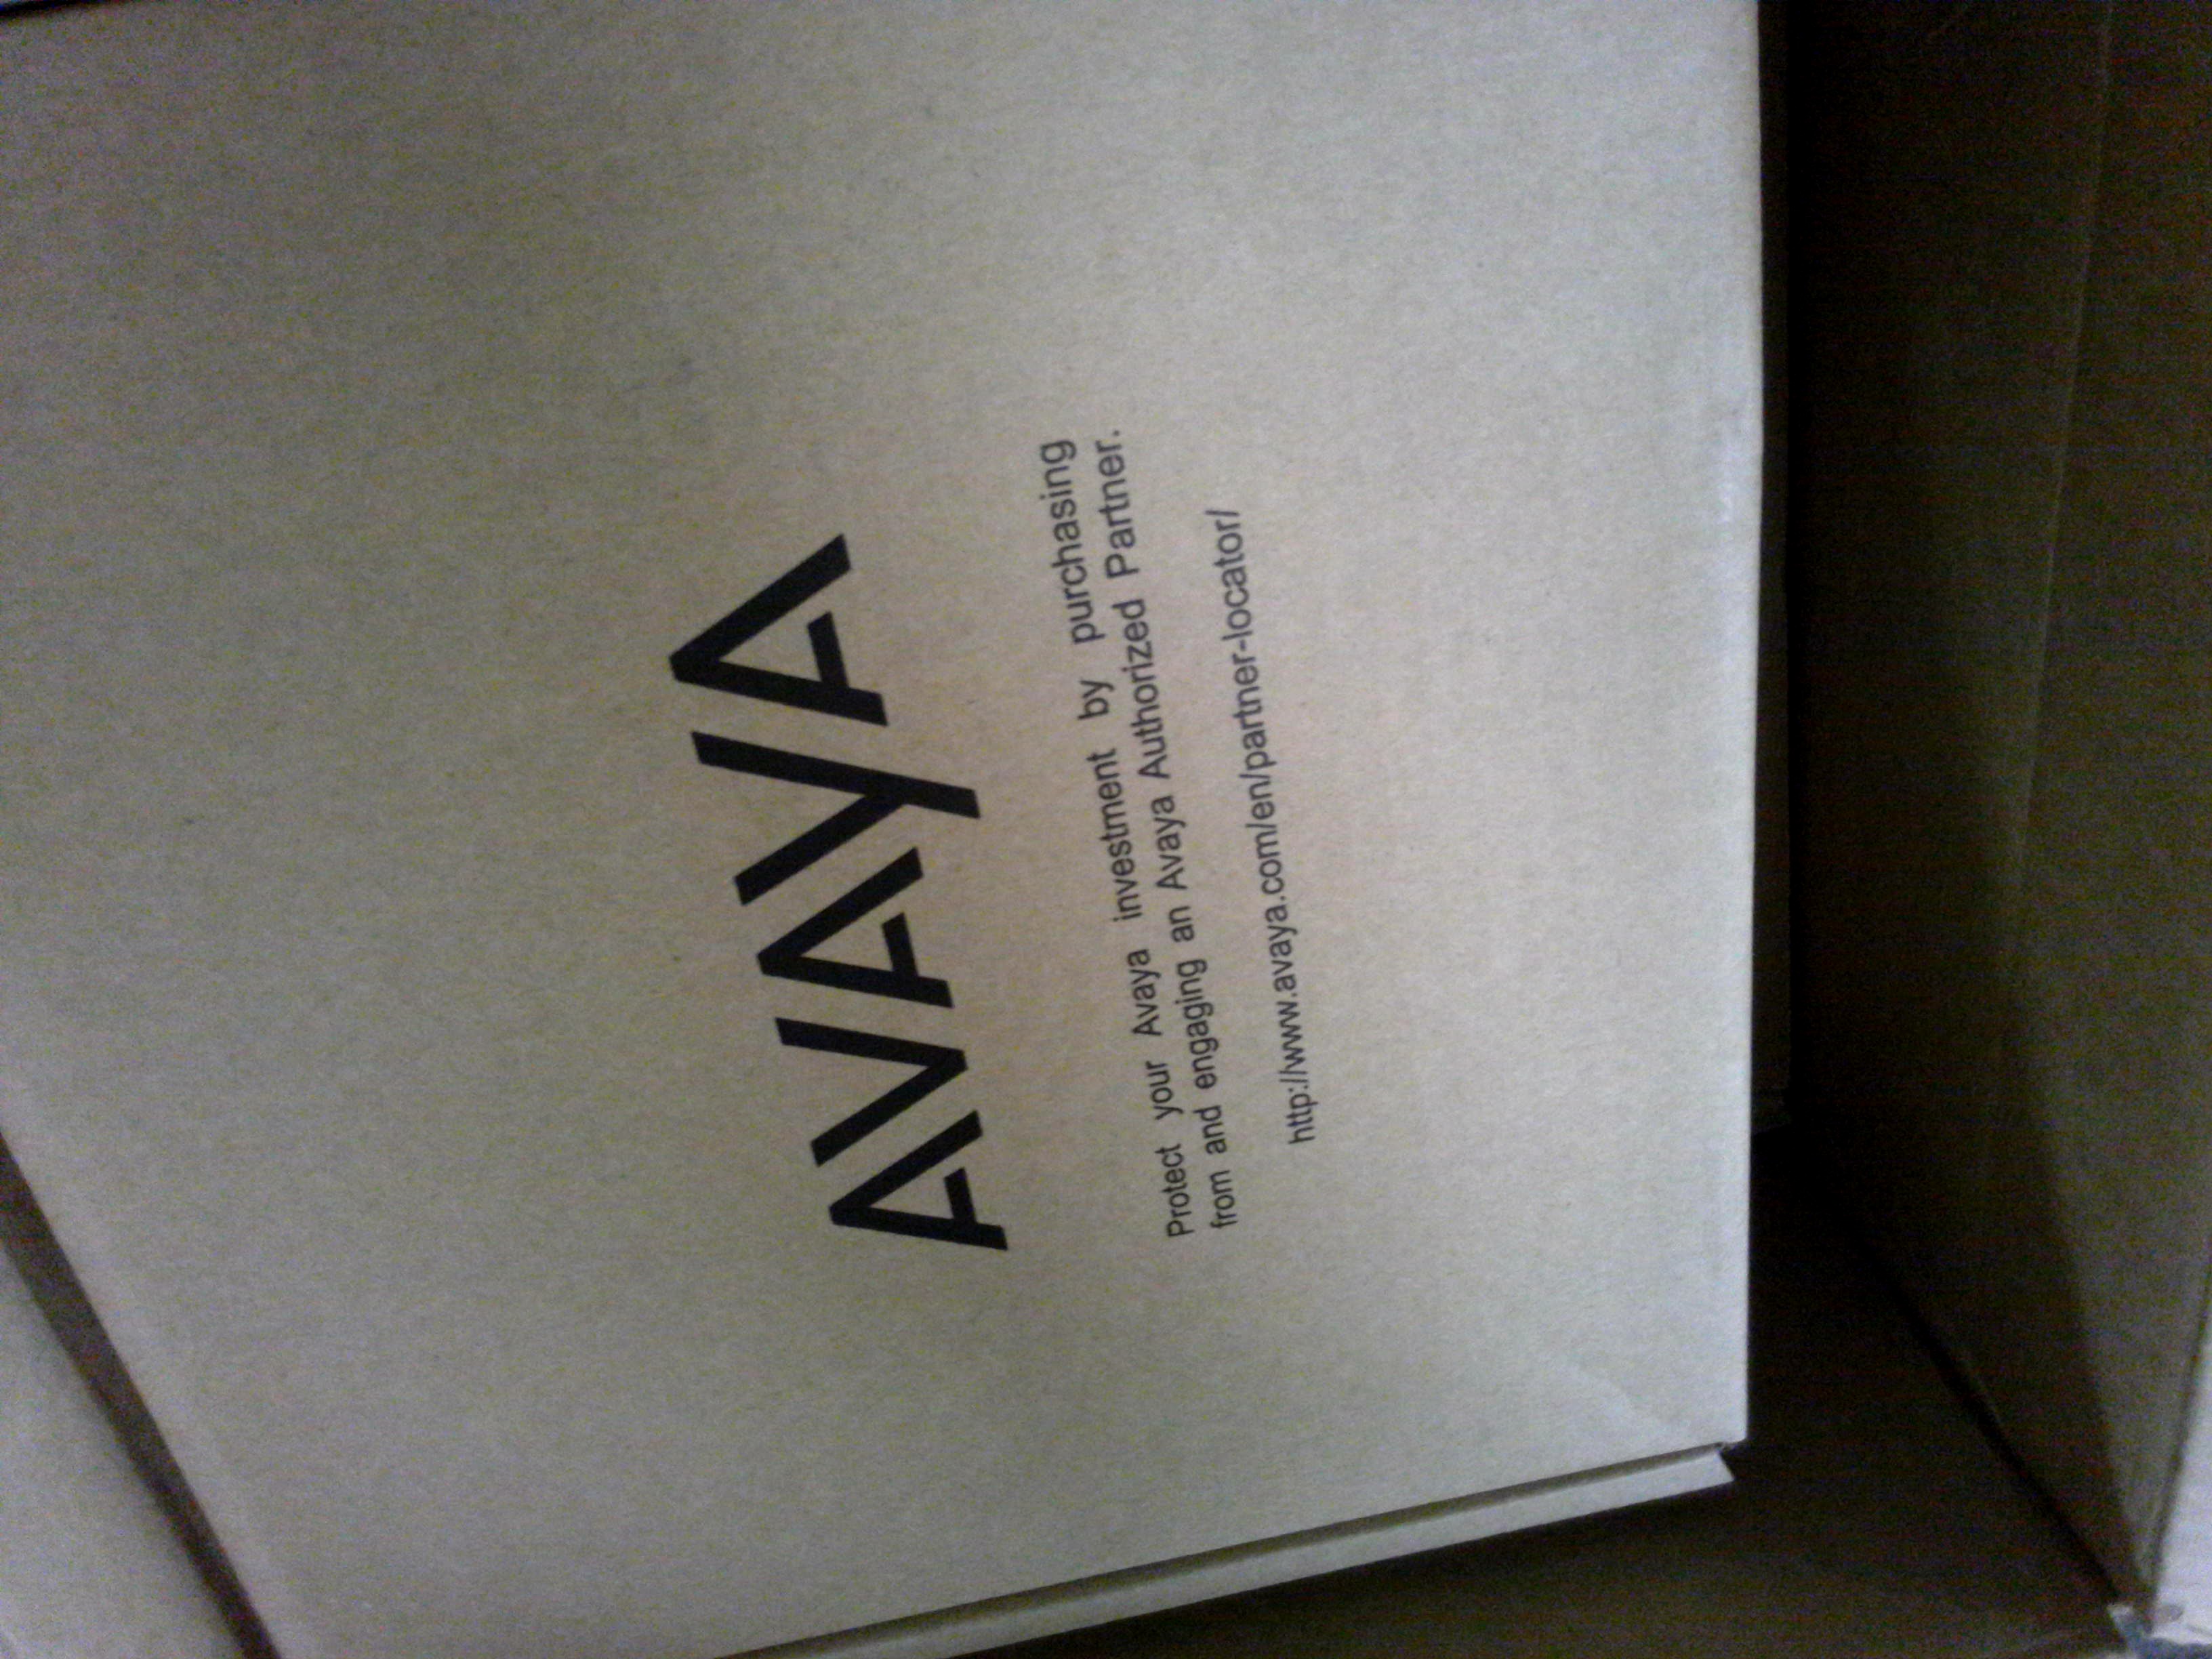 AVAYA
Protect your Avaya investment by purchasing
from and engaging an Avaya Authorized Partner.
http://www.avaya.com/en/partner-locator/